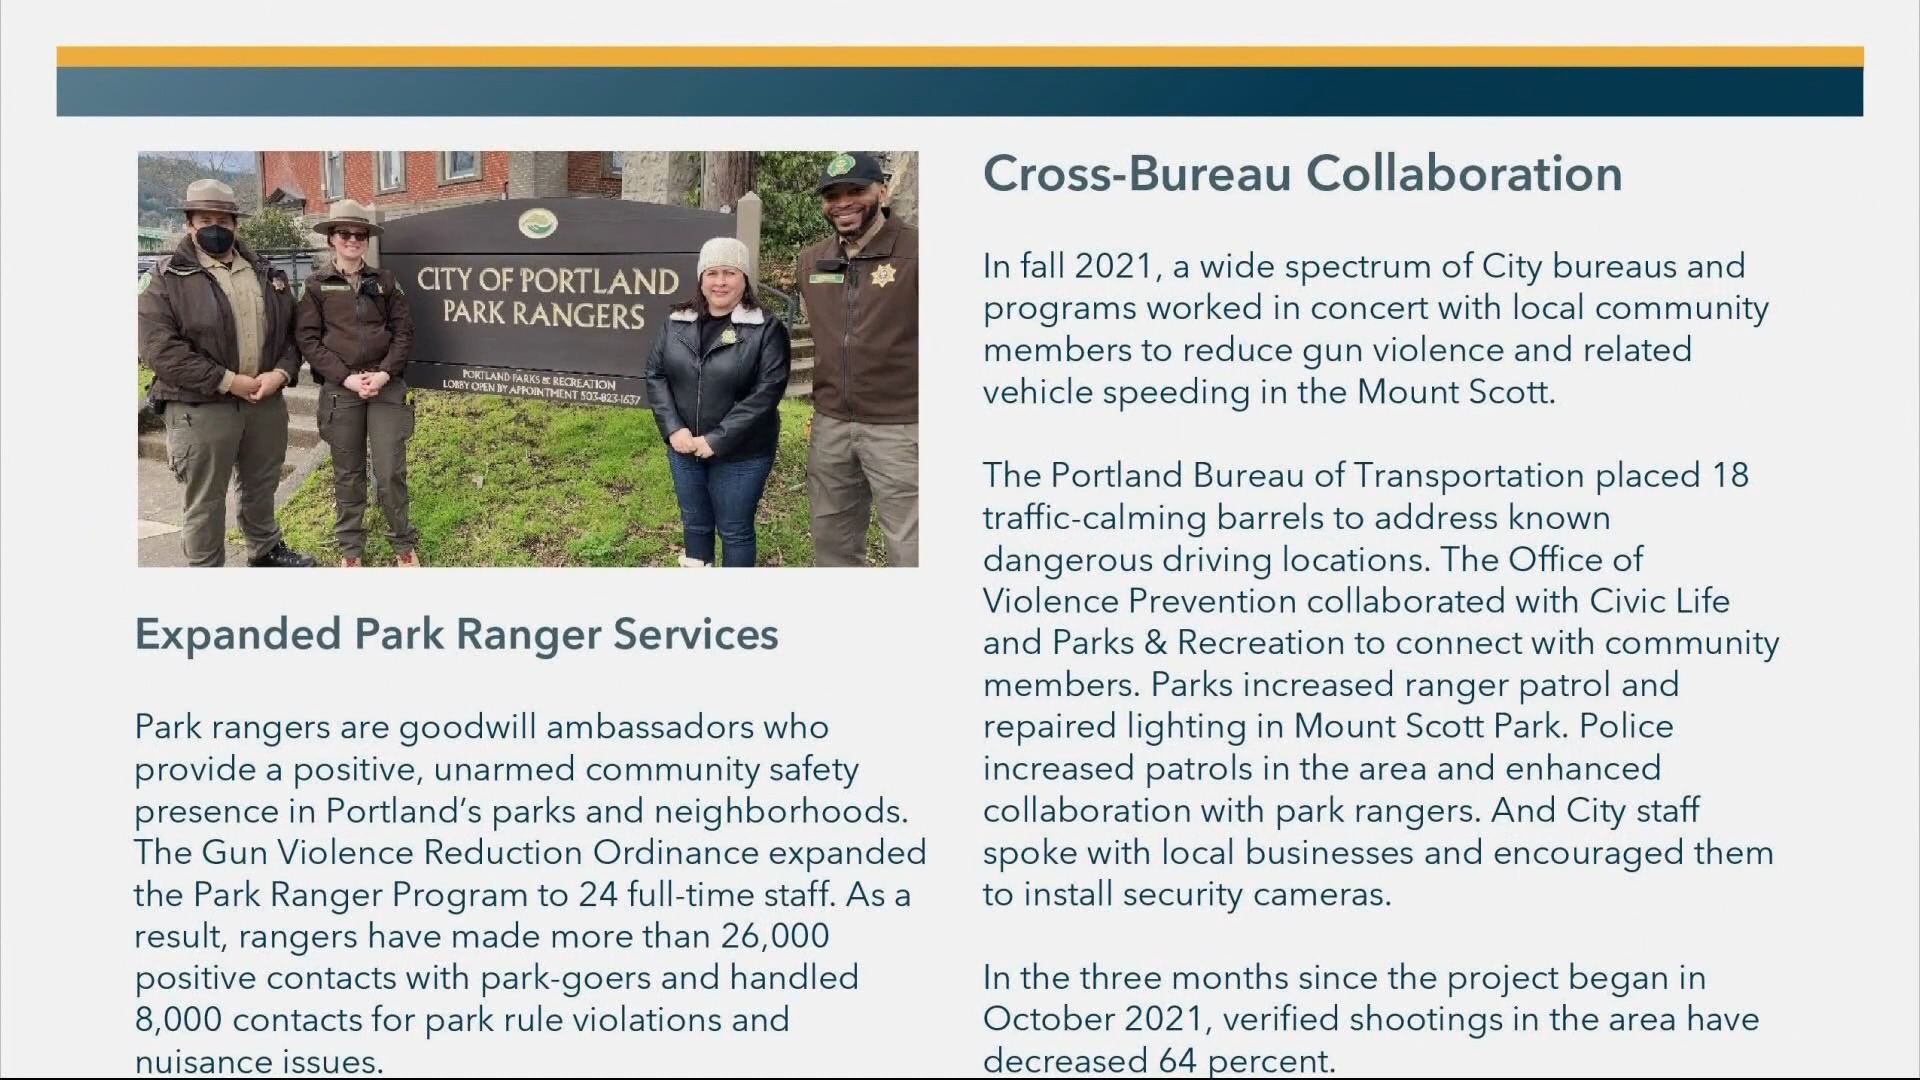 CITY OF PORTLAND
PARK RANGERS
PORTLAND PARKS & RECREATION
LOBBY OPEN BY APPOINTMENT 503-823-1637
Expanded Park Ranger Services
Park rangers are goodwill ambassadors who
provide a positive, unarmed community safety
presence in Portland's parks and neighborhoods.
The Gun Violence Reduction Ordinance expanded
the Park Ranger Program to 24 full-time staff. As a
result, rangers have made more than 26,000
positive contacts with park-goers and handled
8,000 contacts for park rule violations and
nuisance issues.
Cross-Bureau Collaboration
In fall 2021, a wide spectrum of City bureaus and
programs worked in concert with local community
members to reduce gun violence and related
vehicle speeding in the Mount Scott.
The Portland Bureau of Transportation placed 18
traffic-calming barrels to address known
dangerous driving locations. The Office of
Violence Prevention collaborated with Civic Life
and Parks & Recreation to connect with community
members. Parks increased ranger patrol and
repaired lighting in Mount Scott Park. Police
increased patrols in the area and enhanced
collaboration with park rangers. And City staff
spoke with local businesses and encouraged them
to install security cameras.
In the three months since the project began in
October 2021, verified shootings in the area have
decreased 64 percent.